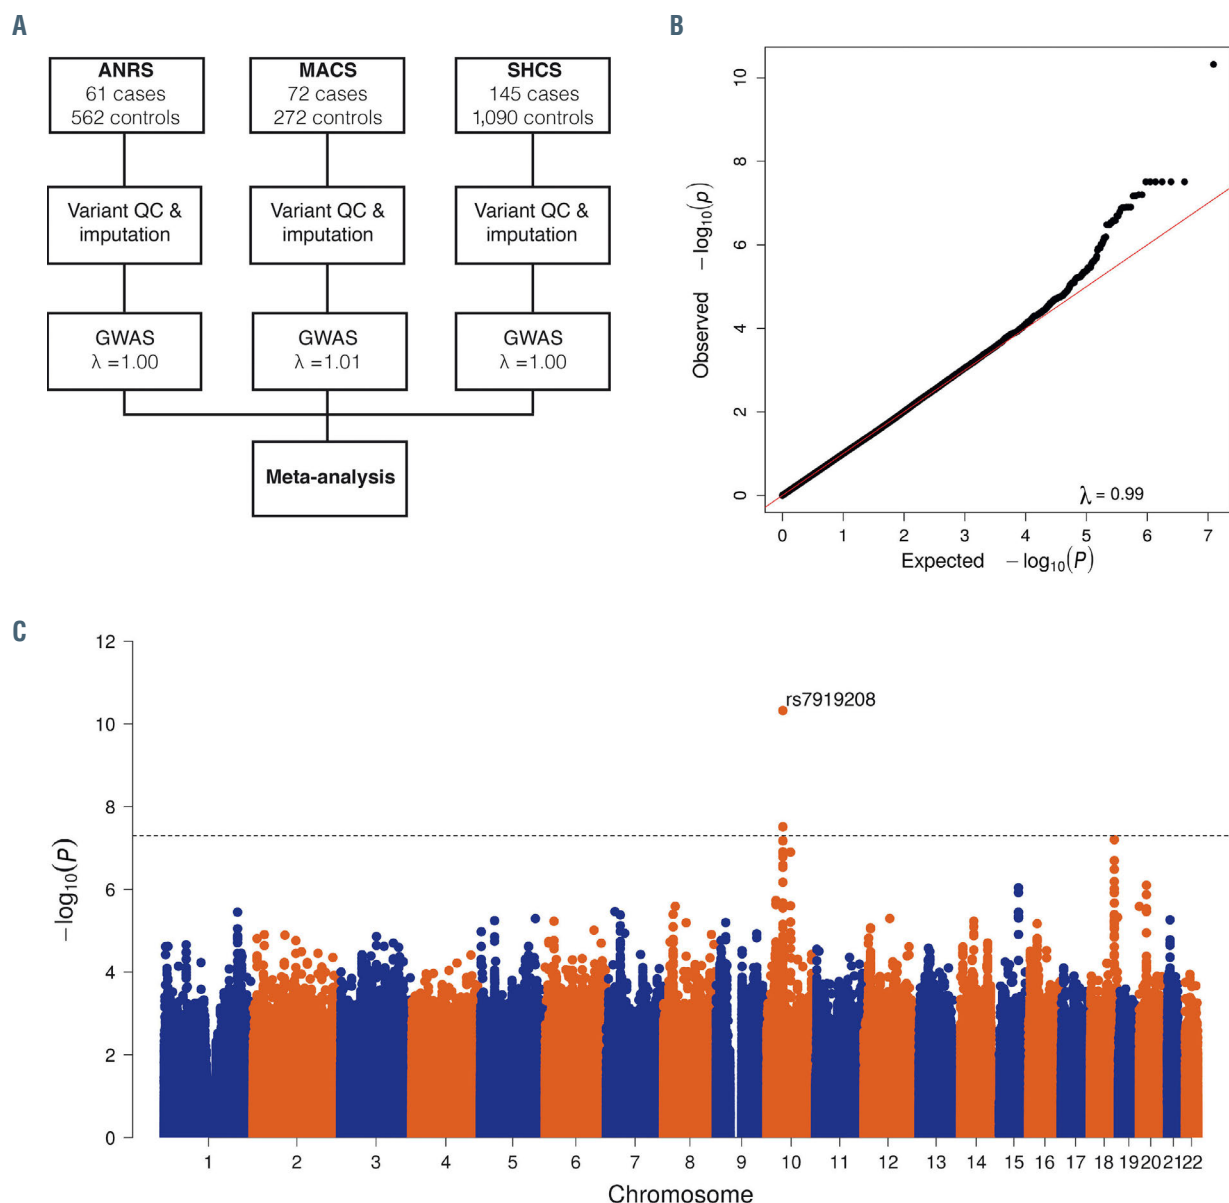 A
ANRS
61 cases
562 controls
MACS
72 cases
272 controls
SHCS
145 cases
1,090 controls
Variant QC &
imputation
Variant QC &
imputation
Variant QC &
imputation
GWAS
λ =1.00
GWAS
λ =1.01
GWAS
λ =1.00
Meta-analysis
B
Observed −log10(p)
10
8
6
4
2
0
λ = 0.99
0 1 2 3 4 5 6 7
Expected −log10(P)
C
−log10(P)
12
10
8
6
4
2
0
rs7919208
1 2 3 4 5 6 7 8 9 10 11 12 13 14 15 16 17 18 19 20 21 22
Chromosome